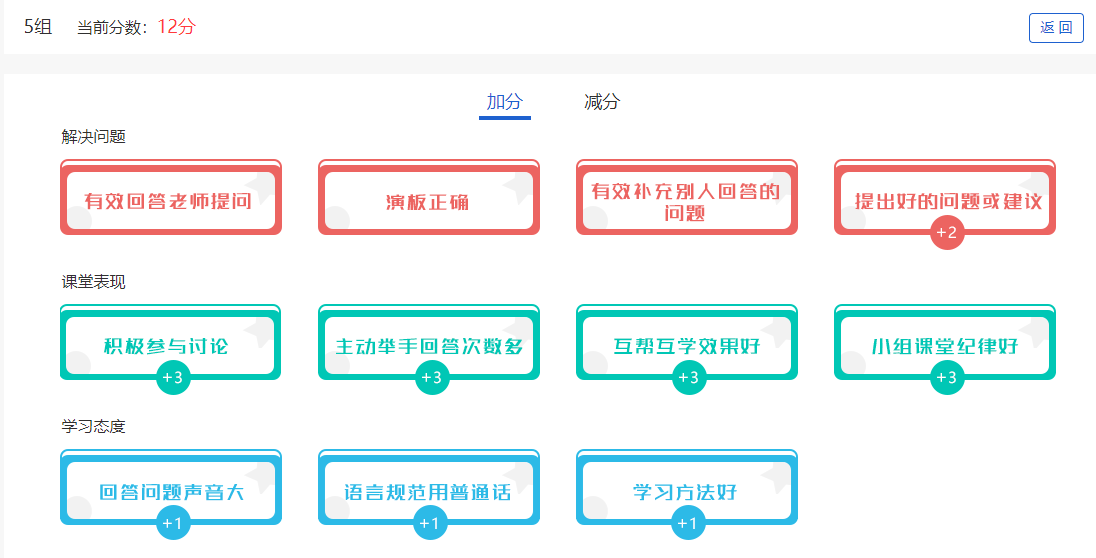 5组 当前分数：12分 返 回
加分 减分
解决问题
有效回答老师提问 演板正确 有效补充别人回答的 提出好的问题或建议
问题
+2
课堂表现
积极参与讨论 主动举手回答次数多 互帮互学效果好 小组课堂纪律好
+3 +3 +3 +3
学习态度
回答问题声音大 语言规范用普通话 学习方法好
+1 +1 +1